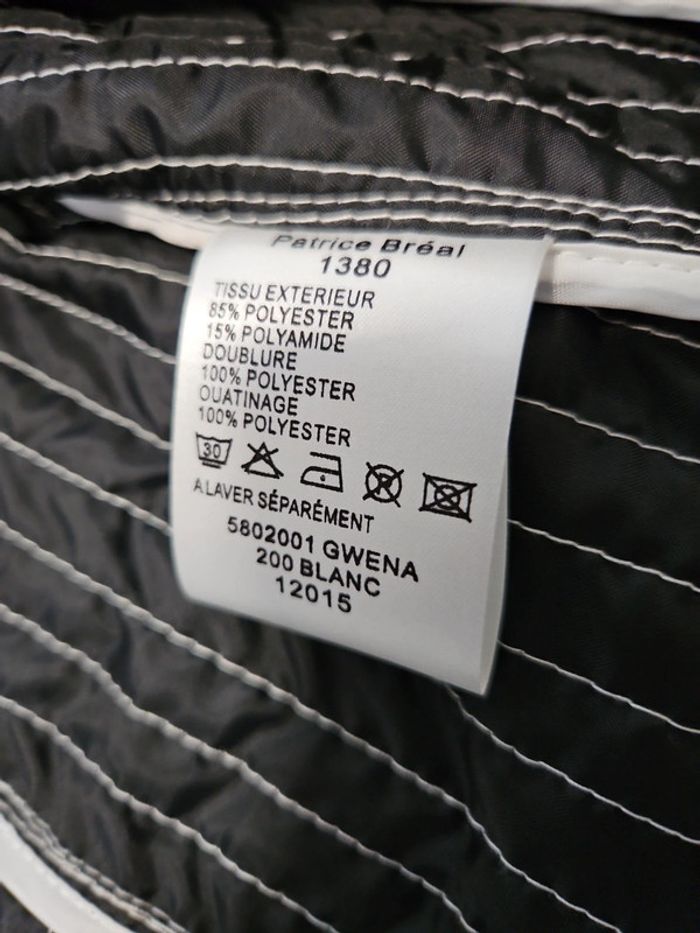 Patrice Bréal
1380
TISSU EXTERIEUR
85% POLYESTER
15% POLYAMIDE
DOUBLURE
100% POLYESTER
OUATINAGE
100% POLYESTER
30
A LAVER SÉPARÉMENT
5802001 GWENA
200 BLANC
12015